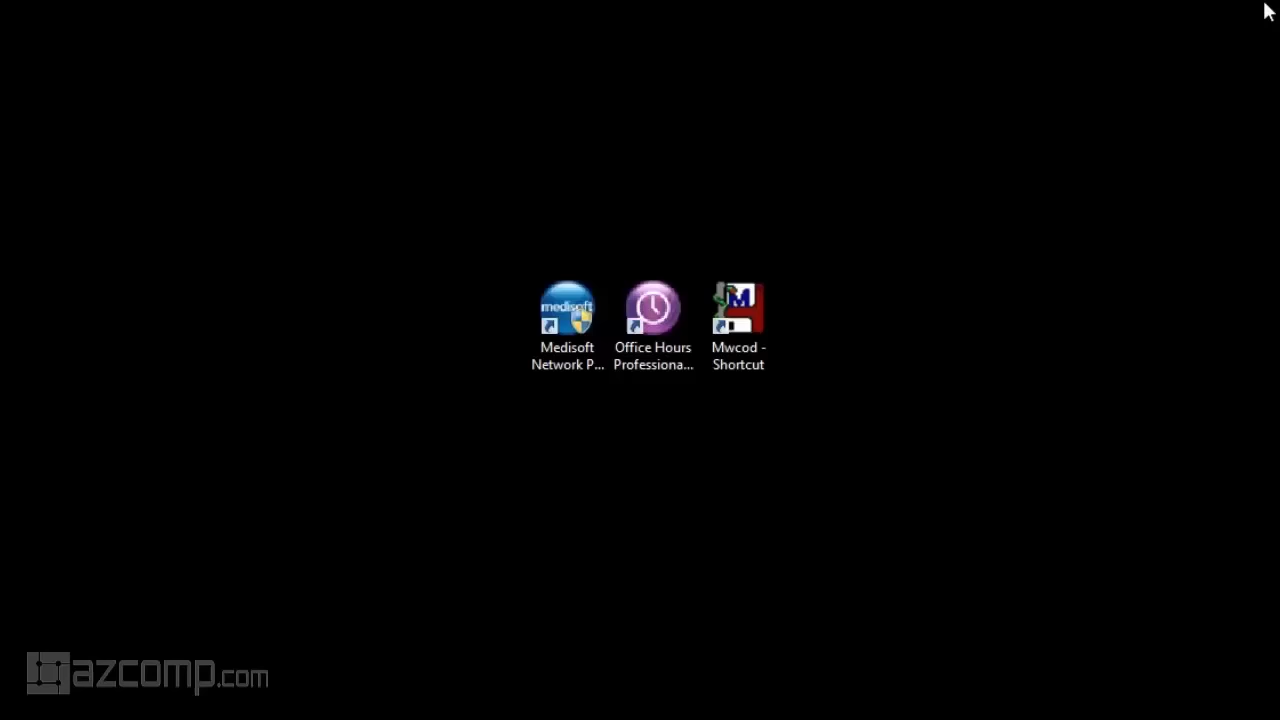 medisoft
M
Medisoft
Network P...
Office Hours
Professiona...
Mwcod -
Shortcut
azcomp.com